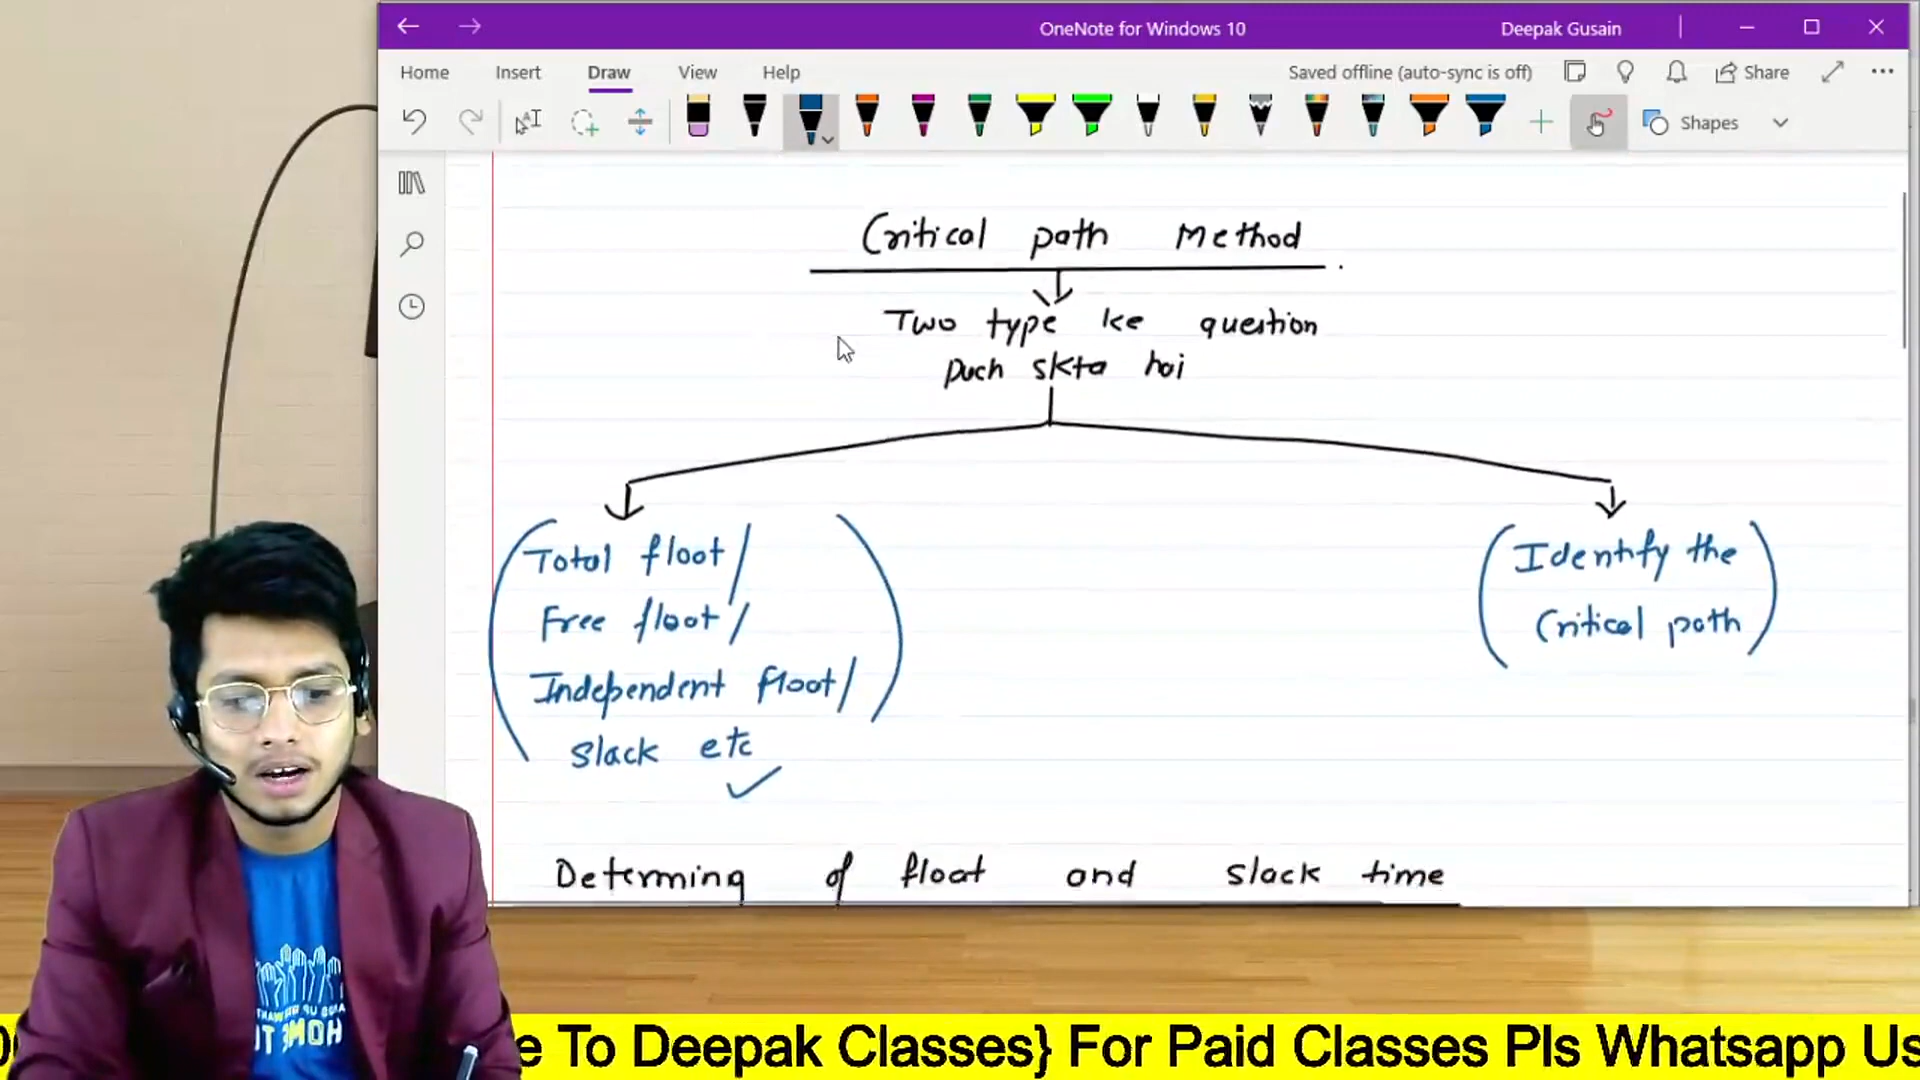 OneNote for Windows 10
Deepak Gusain
Home Insert Draw View Help
Saved offline (auto-sync is off)
Share
Shapes
Critical path Method
Two type ke question
puch skta hai
Total float/
Free float/
Independent float/
Slack etc
Identify the
Critical path
Determing of float and slack time
e To Deepak Classes} For Paid Classes Pls Whatsapp Us